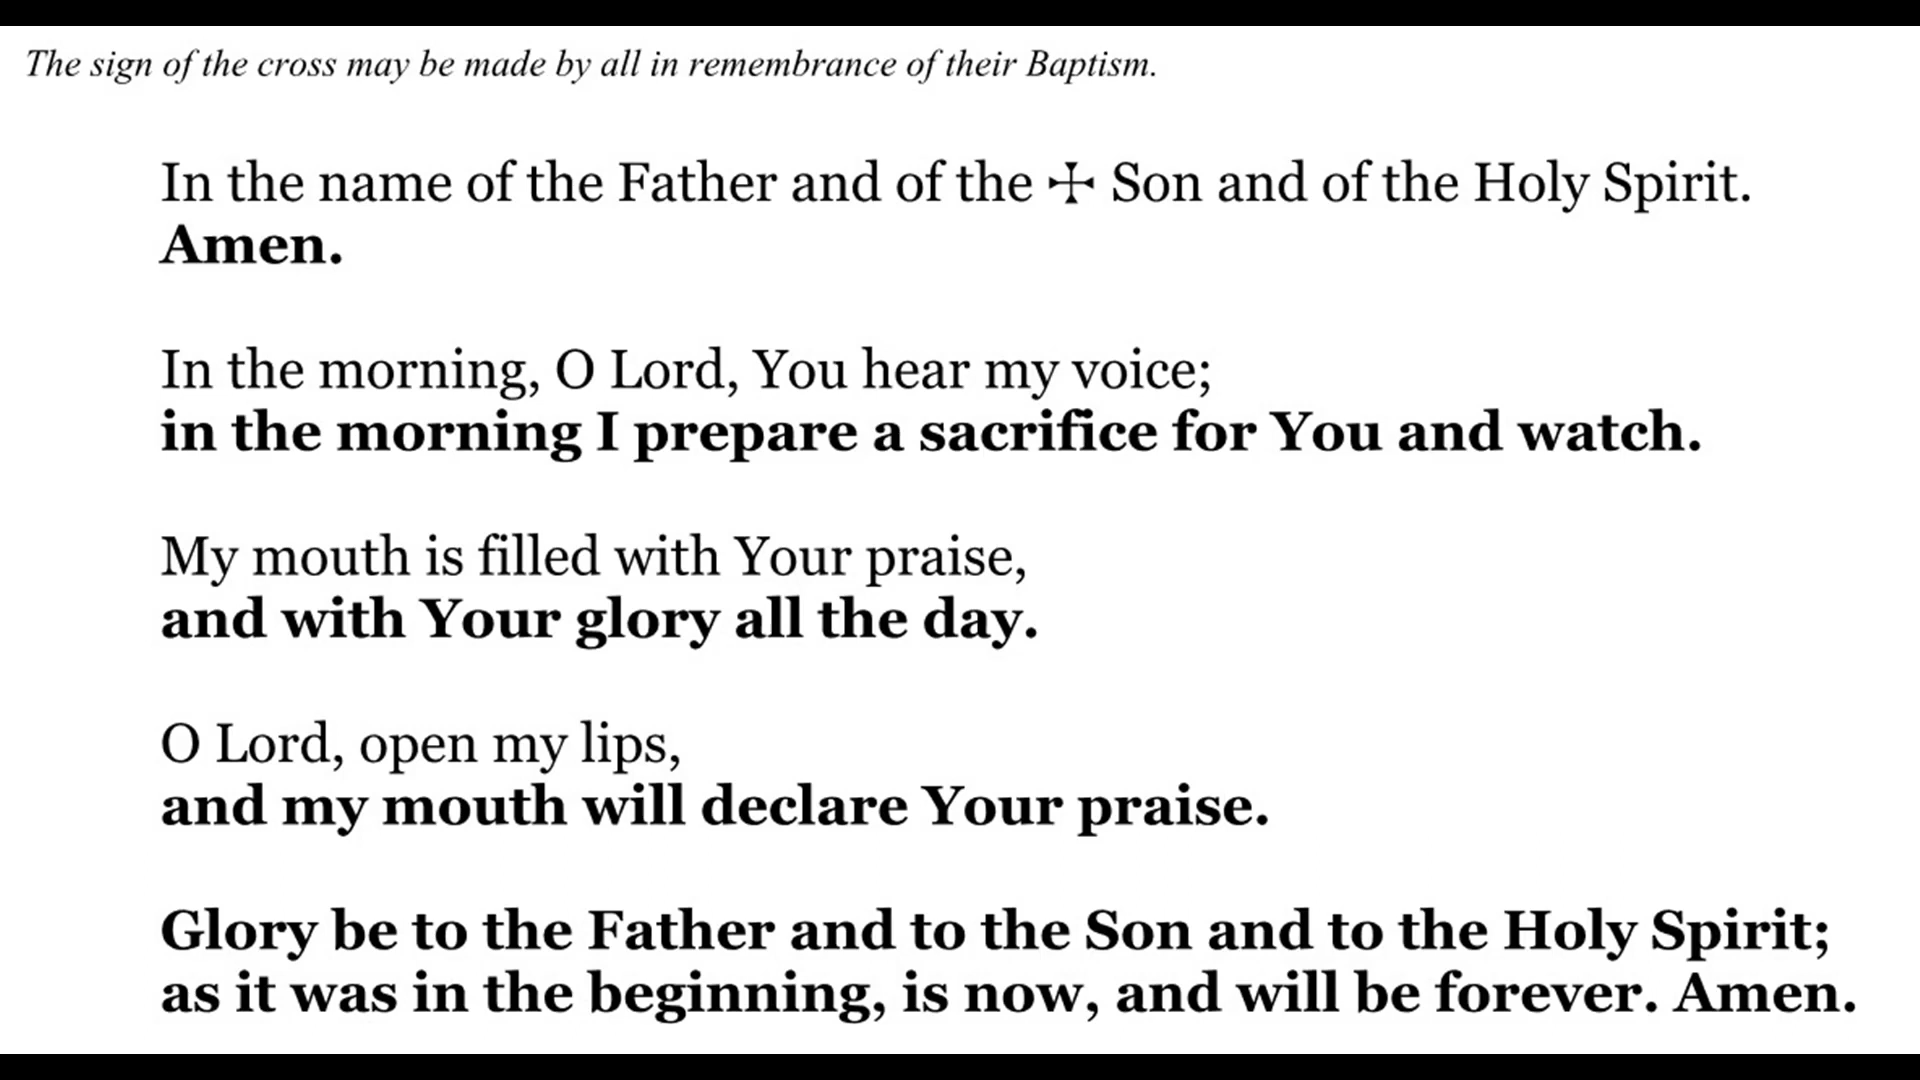 The sign of the cross may be made by all in remembrance of their Baptism.
In the name of the Father and of the ☩ Son and of the Holy Spirit.
Amen.
In the morning, O Lord, You hear my voice;
in the morning I prepare a sacrifice for You and watch.
My mouth is filled with Your praise,
and with Your glory all the day.
O Lord, open my lips,
and my mouth will declare Your praise.
Glory be to the Father and to the Son and to the Holy Spirit;
as it was in the beginning, is now, and will be forever. Amen.